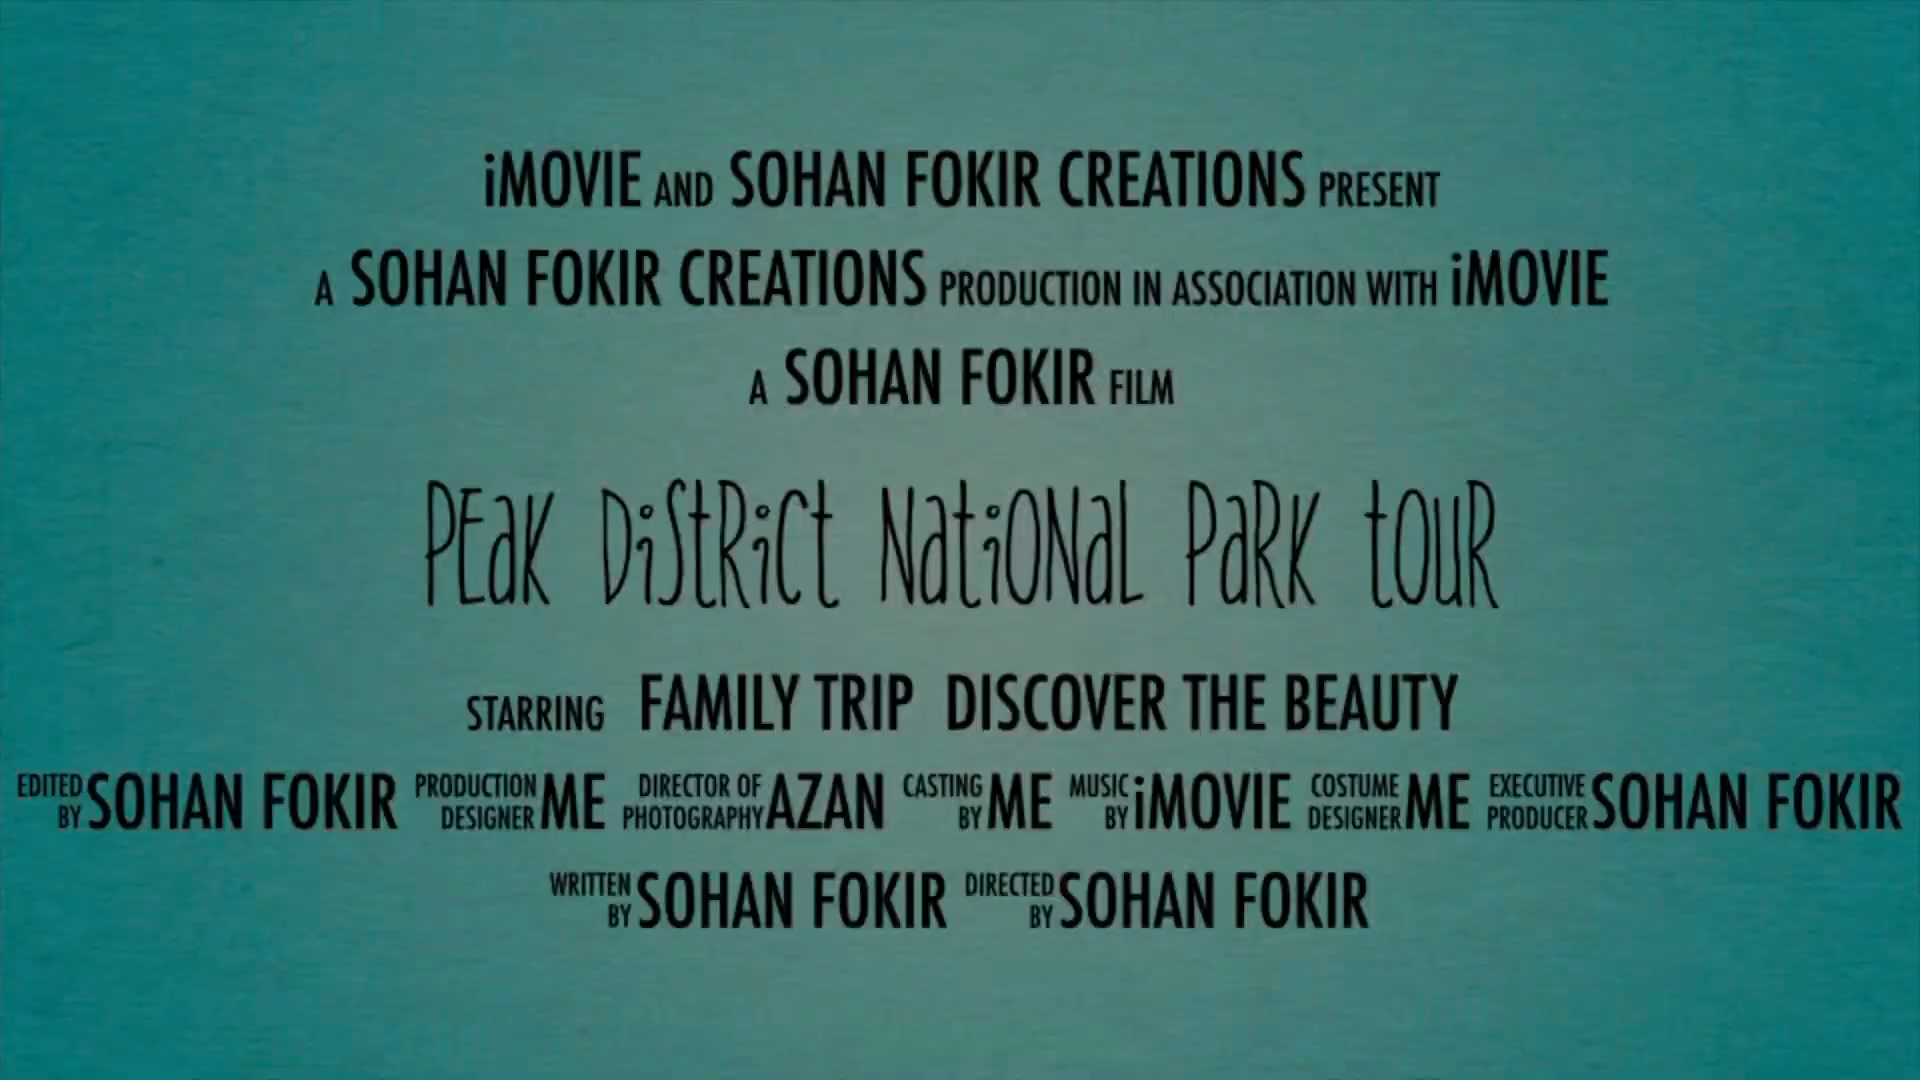 iMOVIE AND SOHAN FOKIR CREATIONS PRESENT
A SOHAN FOKIR CREATIONS PRODUCTION IN ASSOCIATION WITH iMOVIE
A SOHAN FOKIR FILM
PEaK DiStRiCt NatiONaL PaRK tOUR
STARRING FAMILY TRIP DISCOVER THE BEAUTY
EDITED BY SOHAN FOKIR PRODUCTION DESIGNER ME DIRECTOR OF PHOTOGRAPHY AZAN CASTING BY ME MUSIC BY iMOVIE COSTUME DESIGNER ME EXECUTIVE PRODUCER SOHAN FOKIR
WRITTEN BY SOHAN FOKIR DIRECTED BY SOHAN FOKIR